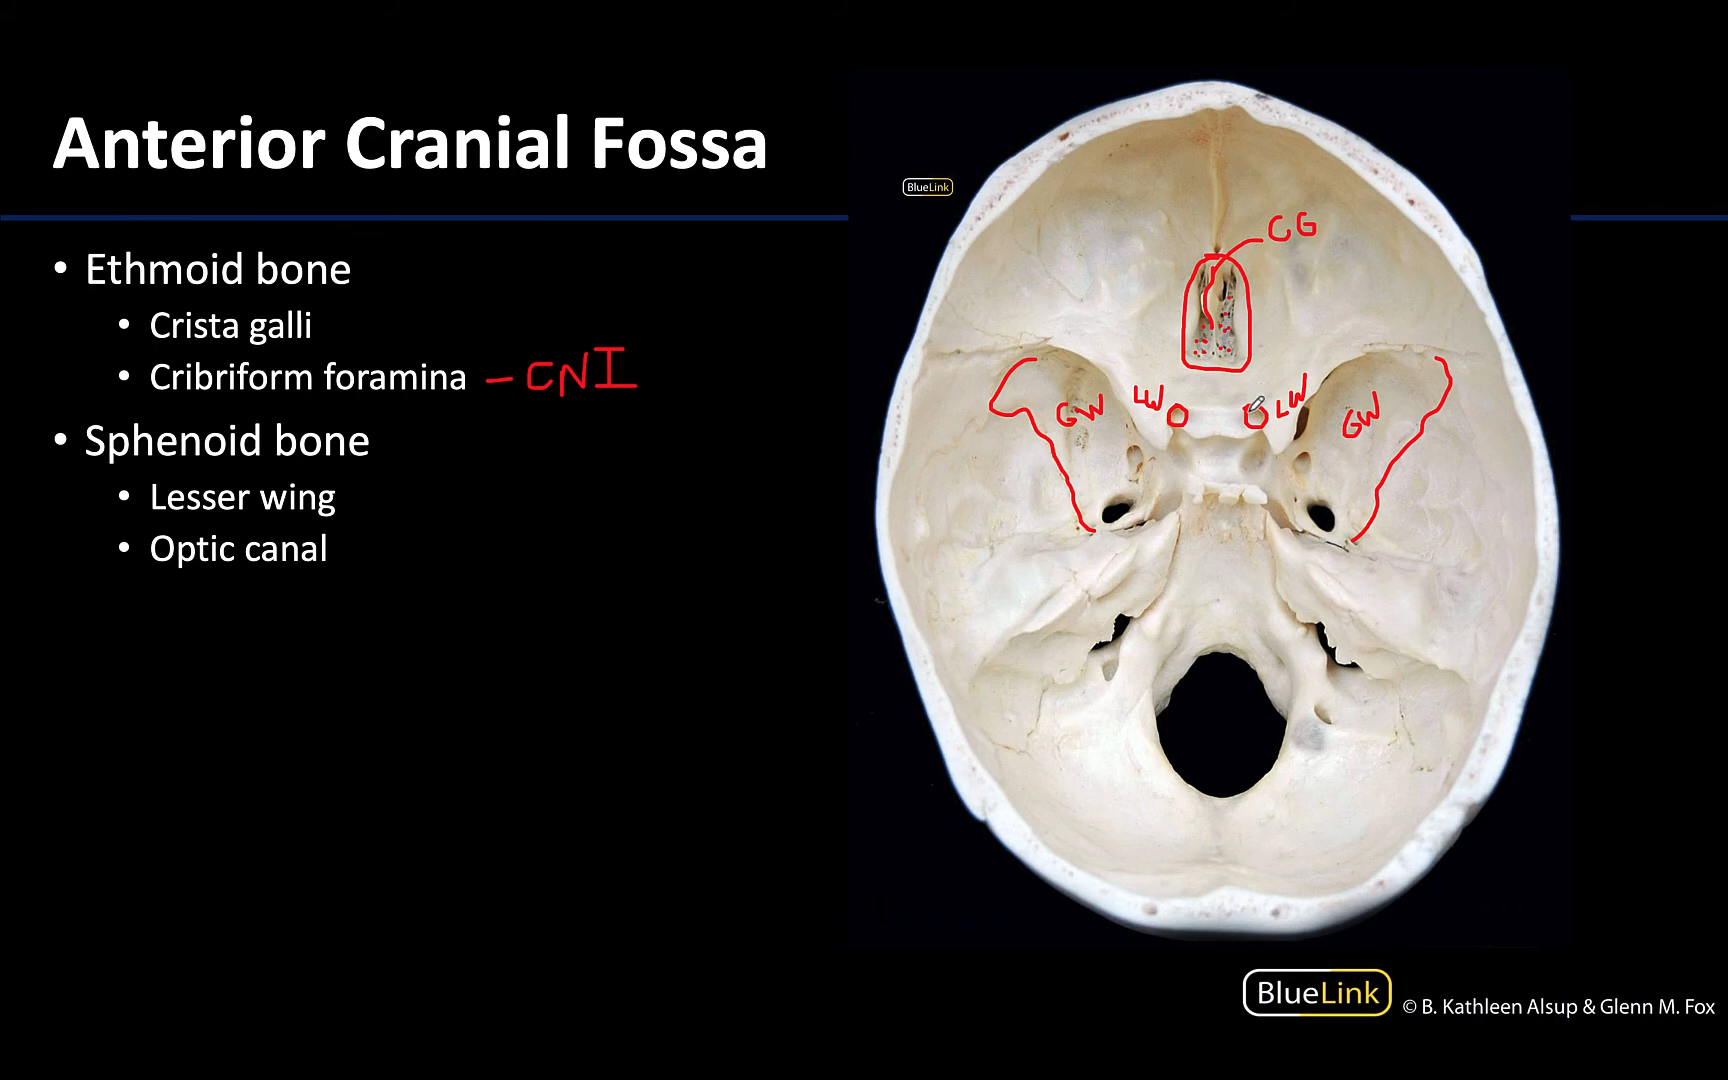 Anterior Cranial Fossa
BlueLink
• Ethmoid bone
• Crista galli
• Cribriform foramina – CN I
• Sphenoid bone
• Lesser wing
• Optic canal
CG
GW LW LW GW
BlueLink © B. Kathleen Alsup & Glenn M. Fox